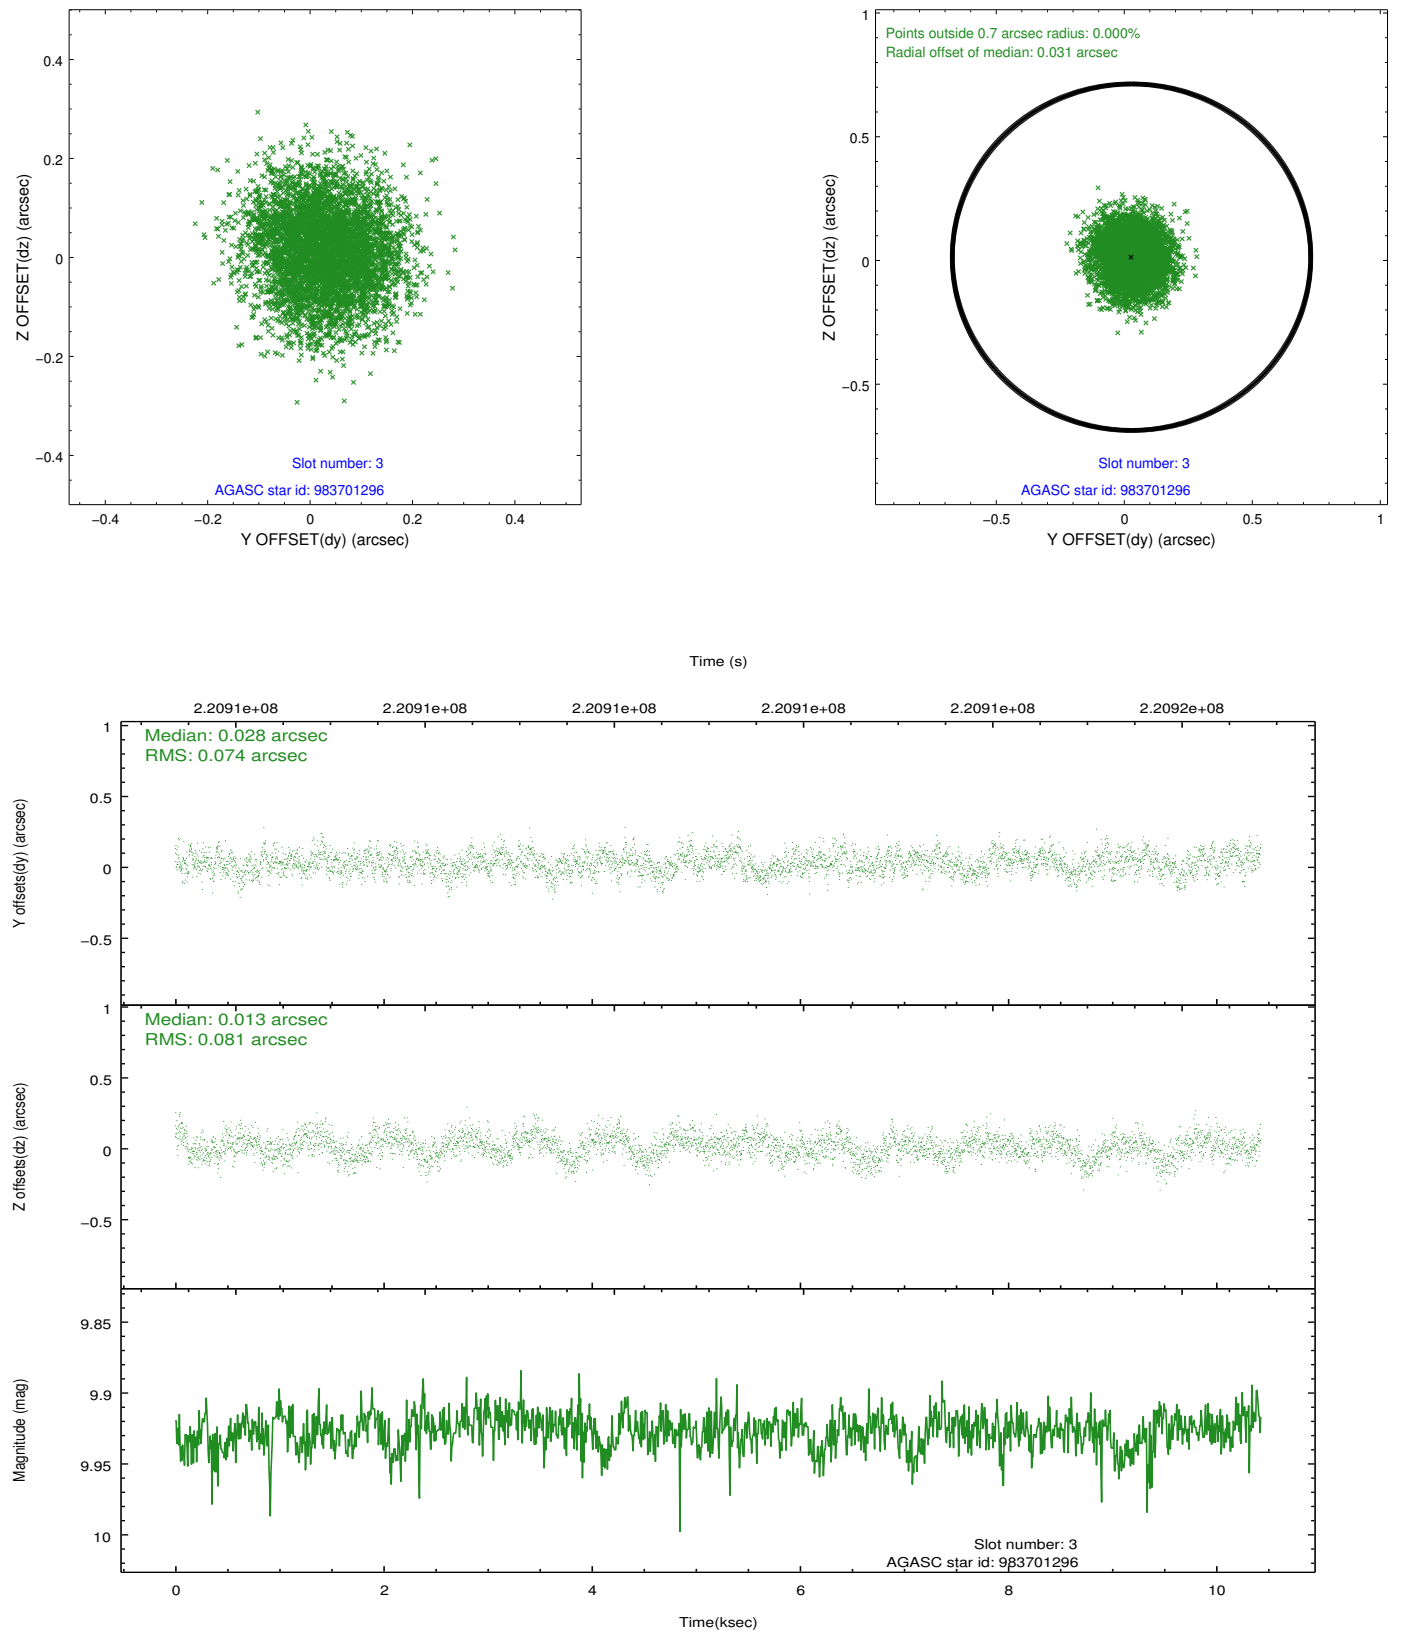 0.4
0.2
0
−0.2
−0.4
Z OFFSET(dz) (arcsec)
Slot number: 3
AGASC star id: 983701296
−0.4
−0.2
0
0.2
0.4
Y OFFSET(dy) (arcsec)
Points outside 0.7 arcsec radius: 0.000%
Radial offset of median: 0.031 arcsec
1
0.5
0
−0.5
Z OFFSET(dz) (arcsec)
Slot number: 3
AGASC star id: 983701296
−0.5
0
0.5
1
Y OFFSET(dy) (arcsec)
Time (s)
2.2091e+08
2.2091e+08
2.2091e+08
2.2091e+08
2.2091e+08
2.2092e+08
Median: 0.028 arcsec
RMS: 0.074 arcsec
1
0.5
0
−0.5
Y offsets(dy) (arcsec)
Median: 0.013 arcsec
RMS: 0.081 arcsec
1
0.5
0
−0.5
Z offsets(dz) (arcsec)
9.85
9.9
9.95
10
Magnitude (mag)
Slot number: 3
AGASC star id: 983701296
0
2
4
6
8
10
Time(ksec)